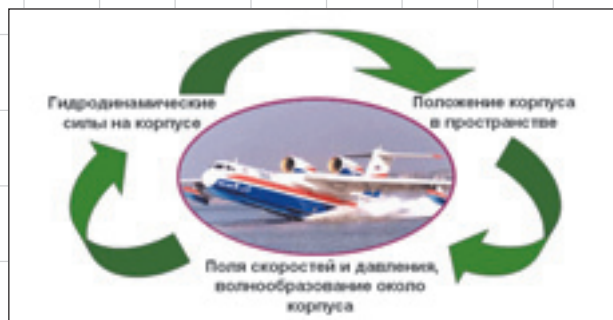 Гидродинамические
силы на корпусе
Положение корпуса
в пространстве
Поля скоростей и давления,
волнообразование около
корпуса